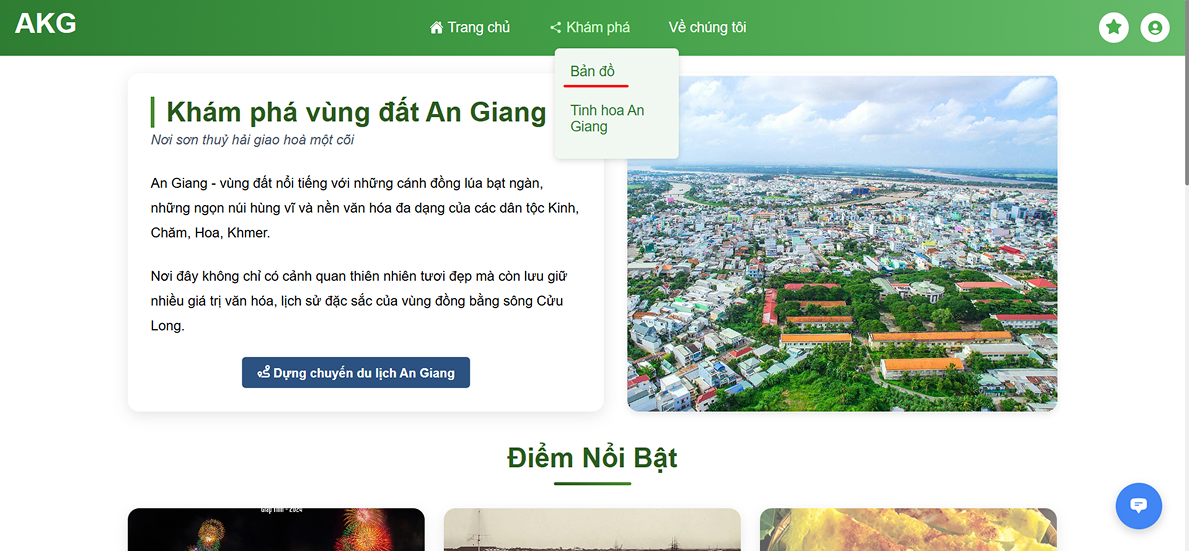 AKG
Trang chủ
Khám phá
Về chúng tôi
Bản đồ
Tinh hoa An
Giang
Khám phá vùng đất An Giang
Nơi sơn thuỷ hải giao hoà một cõi
An Giang - vùng đất nổi tiếng với những cánh đồng lúa bạt ngàn,
những ngọn núi hùng vĩ và nền văn hóa đa dạng của các dân tộc Kinh,
Chăm, Hoa, Khmer.
Nơi đây không chỉ có cảnh quan thiên nhiên tươi đẹp mà còn lưu giữ
nhiều giá trị văn hóa, lịch sử đặc sắc của vùng đồng bằng sông Cửu
Long.
Dựng chuyến du lịch An Giang
Điểm Nổi Bật
- 2024